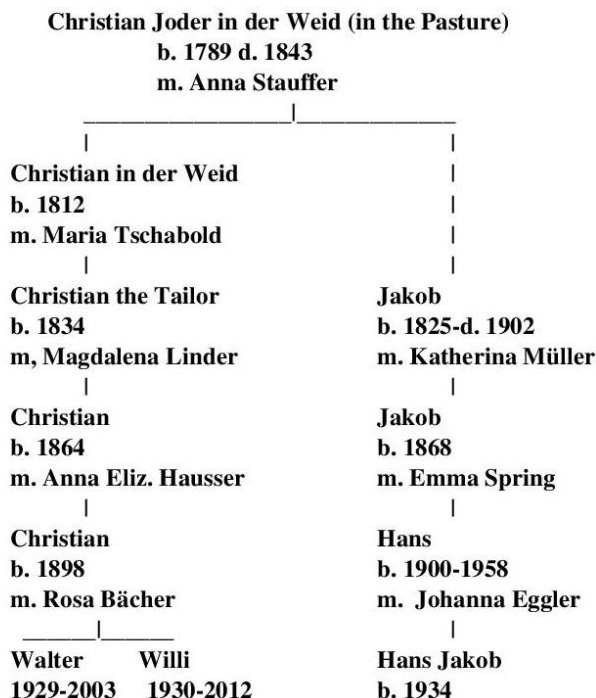 Christian Joder in der Weid (in the Pasture)
b. 1789 d. 1843
m. Anna Stauffer
Christian in der Weid
b. 1812
m. Maria Tschabold
Christian the Tailor
b. 1834
m, Magdalena Linder
Christian
b. 1864
m. Anna Eliz. Hausser
Christian
b. 1898
m. Rosa Bächer
Walter Willi
1929-2003 1930-2012
Jakob
b. 1825-d. 1902
m. Katherina Müller
Jakob
b. 1868
m. Emma Spring
Hans
b. 1900-1958
m. Johanna Eggler
Hans Jakob
b. 1934